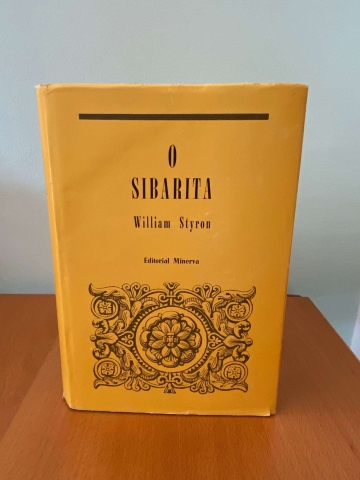 O
SIBARITA
William Styron
Editorial Minerva